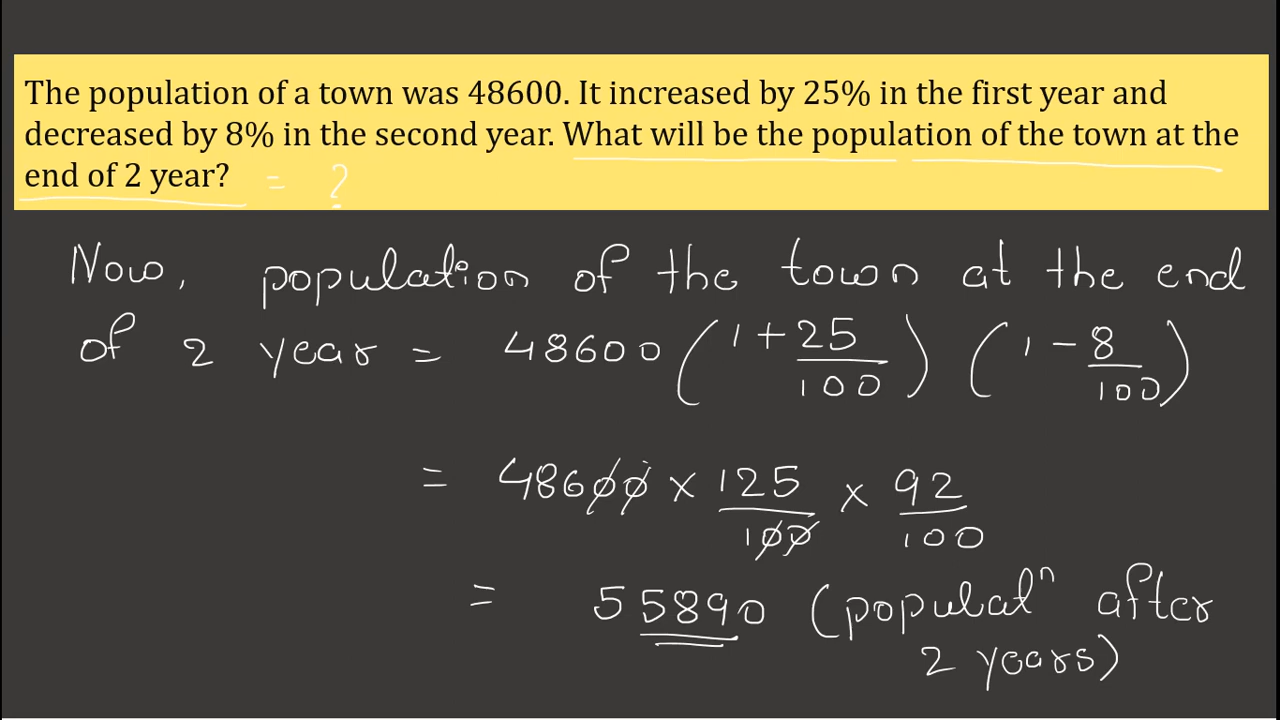 The population of a town was 48600. It increased by 25% in the first year and
decreased by 8% in the second year. What will be the population of the town at the
end of 2 year? = ?
Now, population of the town at the end
of 2 year = 48600 (1 + 25/100) (1 - 8/100)
= 48600 × 125/100 × 92/100
= 55890 (populatⁿ after
2 years)